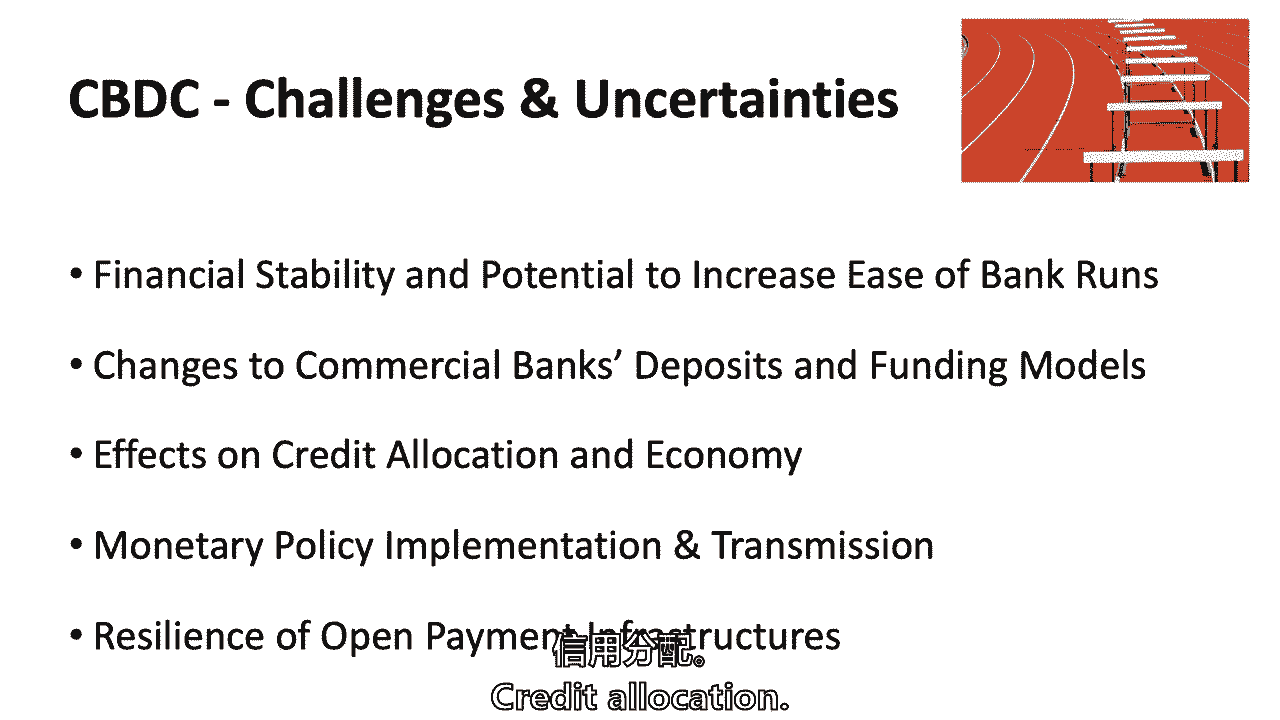 CBDC - Challenges & Uncertainties
• Financial Stability and Potential to Increase Ease of Bank Runs
• Changes to Commercial Banks’ Deposits and Funding Models
• Effects on Credit Allocation and Economy
• Monetary Policy Implementation & Transmission
• Resilience of Open Payment Infrastructures
信用分配。
Credit allocation.